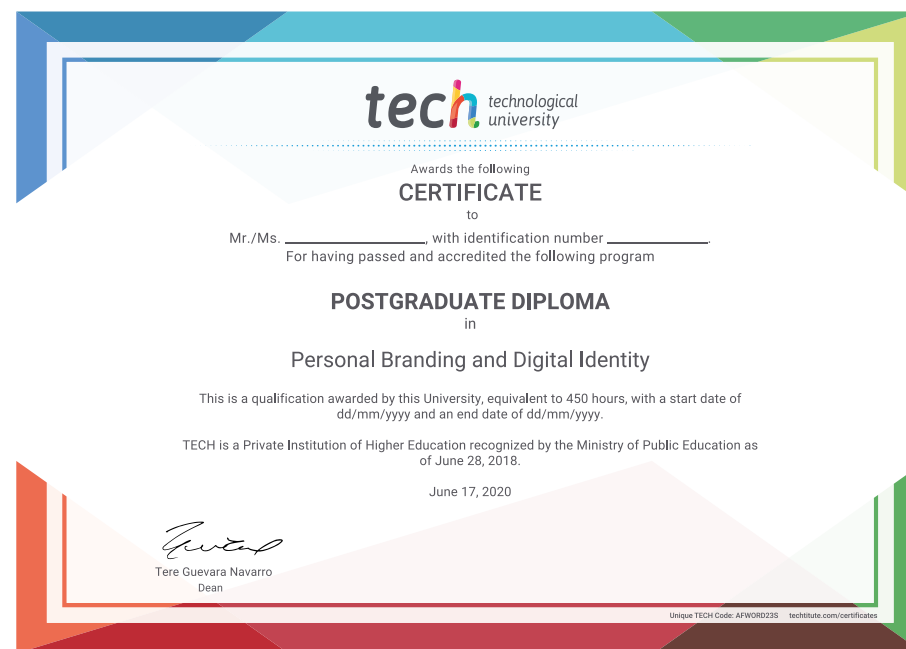 tech technological
university
Awards the following
CERTIFICATE
to
Mr./Ms. ____________________, with identification number ______________.
For having passed and accredited the following program
POSTGRADUATE DIPLOMA
in
Personal Branding and Digital Identity
This is a qualification awarded by this University, equivalent to 450 hours, with a start date of
dd/mm/yyyy and an end date of dd/mm/yyyy.
TECH is a Private Institution of Higher Education recognized by the Ministry of Public Education as
of June 28, 2018.
June 17, 2020
Tere Guevara Navarro
Dean
Unique TECH Code: AFWORD23S techtitute.com/certificates